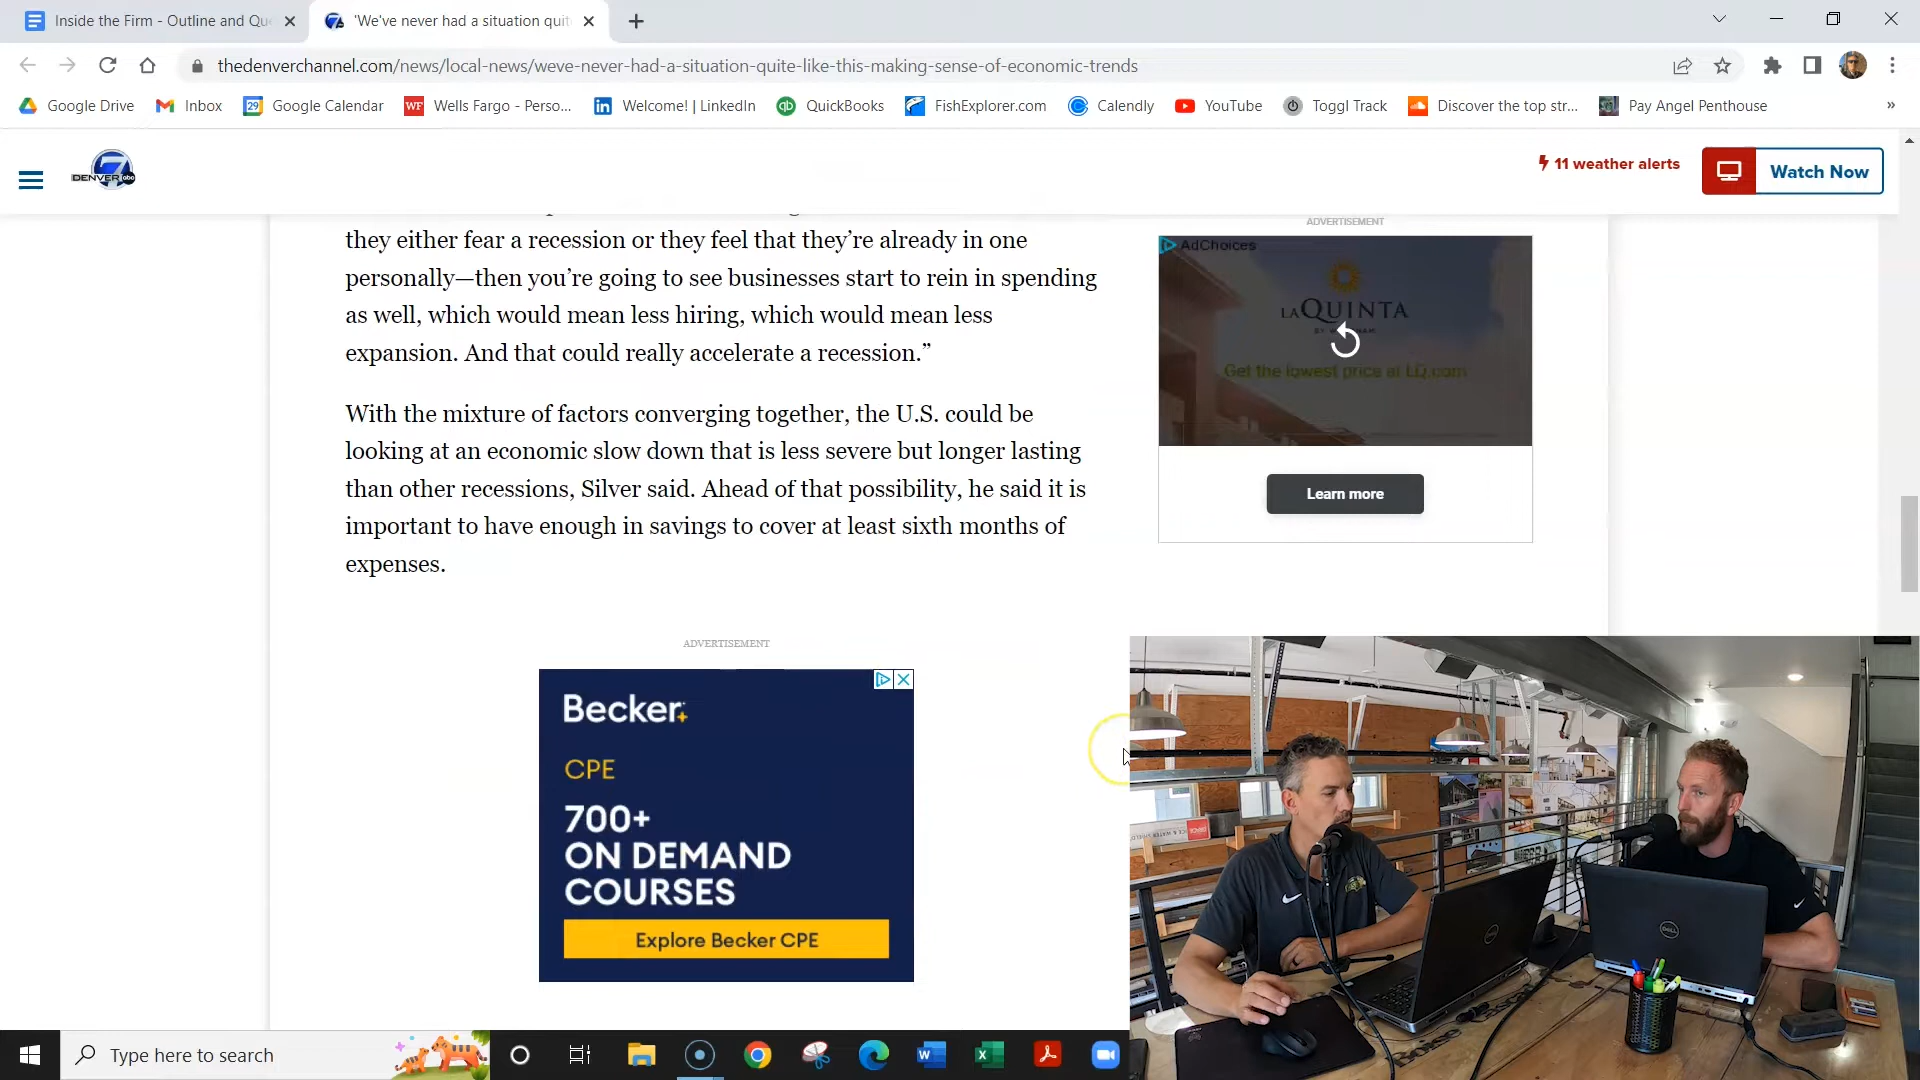 Inside the Firm - Outline and Qu
'We've never had a situation quit
thedenverchannel.com/news/local-news/weve-never-had-a-situation-quite-like-this-making-sense-of-economic-trends
Google Drive
Inbox
29
Google Calendar
WF
Wells Fargo - Perso...
in
Welcome! | LinkedIn
qb
QuickBooks
FishExplorer.com
Calendly
YouTube
Toggl Track
Discover the top str...
Pay Angel Penthouse
»
7
DENVER abc
11 weather alerts
Watch Now
ADVERTISEMENT
they either fear a recession or they feel that they're already in one
personally—then you're going to see businesses start to rein in spending
as well, which would mean less hiring, which would mean less
expansion. And that could really accelerate a recession.”
With the mixture of factors converging together, the U.S. could be
looking at an economic slow down that is less severe but longer lasting
than other recessions, Silver said. Ahead of that possibility, he said it is
important to have enough in savings to cover at least sixth months of
expenses.
AdChoices
LAQUINTA
Get the lowest price at LQ.com
Learn more
ADVERTISEMENT
Becker.
CPE
700+
ON DEMAND
COURSES
Explore Becker CPE
DELL
DELL
Type here to search